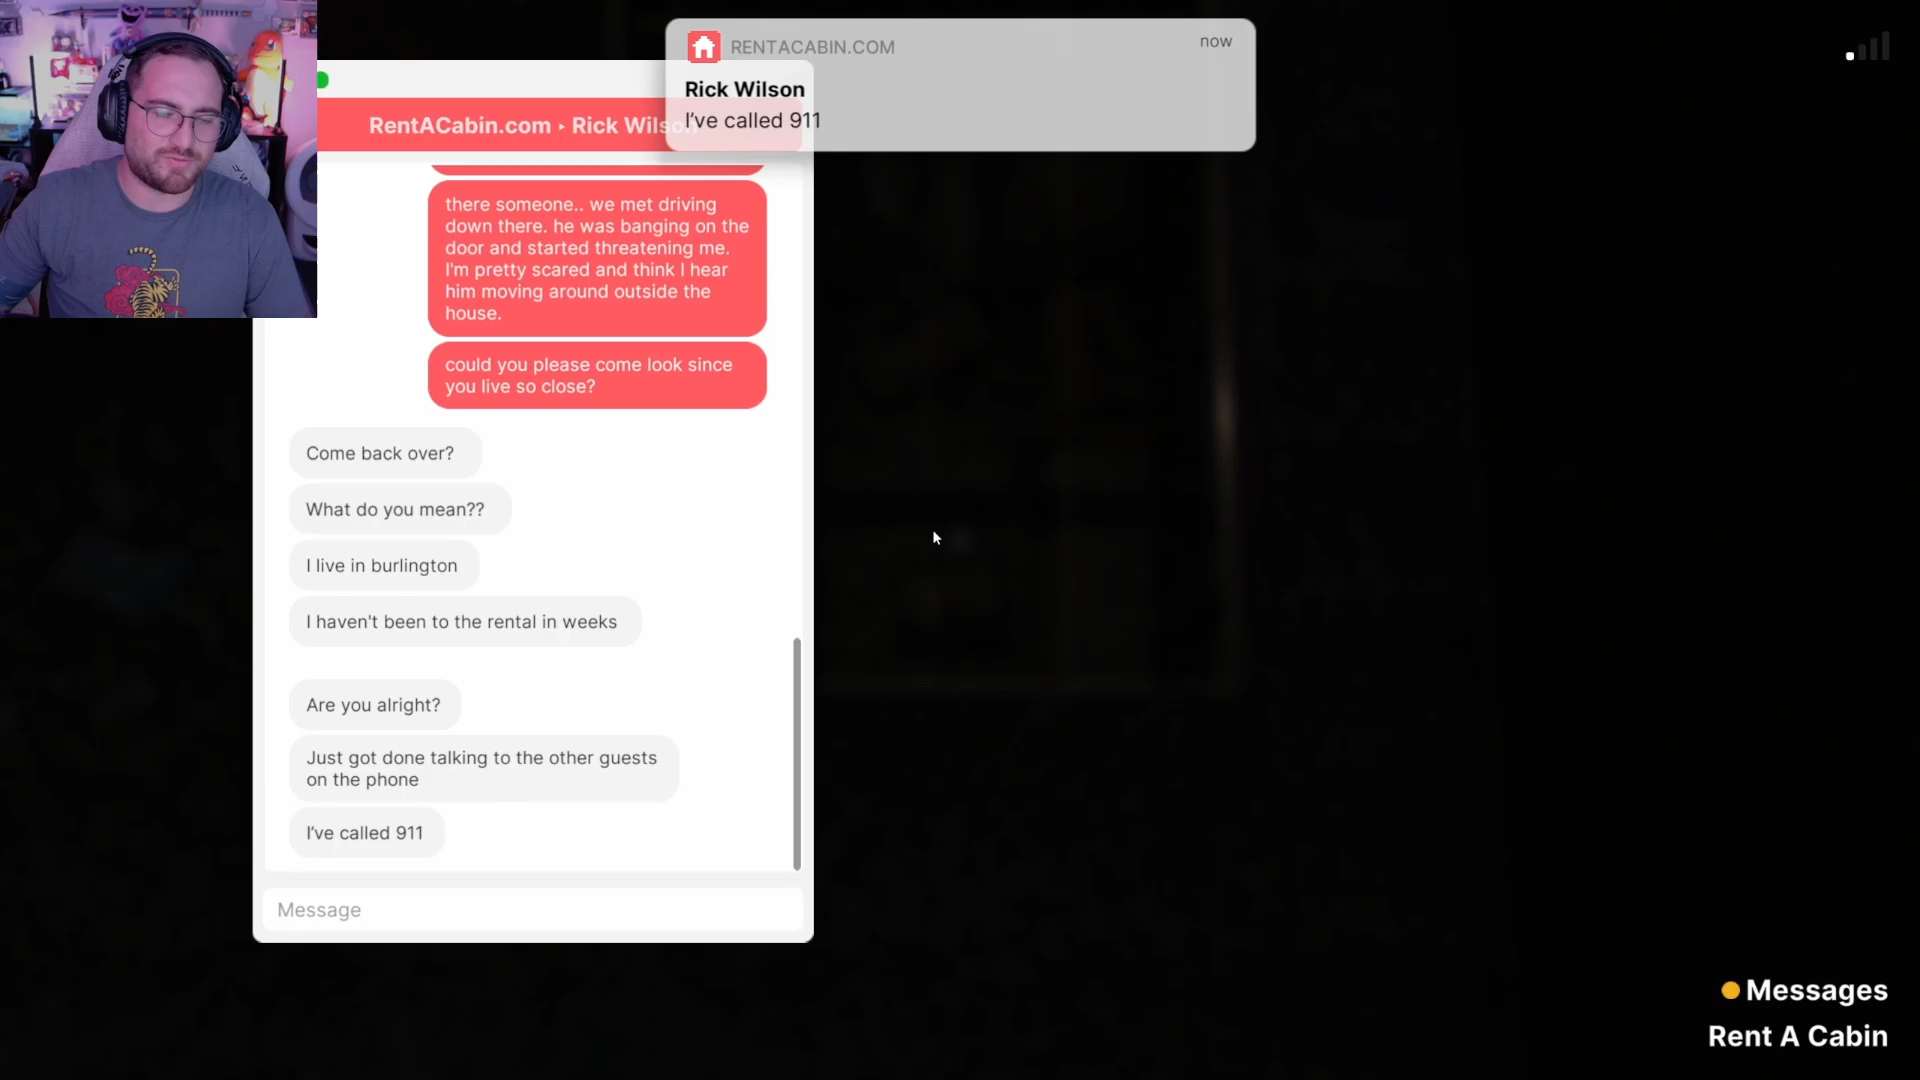 RENTACABIN.COM
now
Rick Wilson
I've called 911
RentACabin.com ▸ Rick Wilson
there someone.. we met driving
down there. he was banging on the
door and started threatening me.
I'm pretty scared and think I hear
him moving around outside the
house.
could you please come look since
you live so close?
Come back over?
What do you mean??
I live in burlington
I haven't been to the rental in weeks
Are you alright?
Just got done talking to the other guests
on the phone
I've called 911
Message
Messages
Rent A Cabin